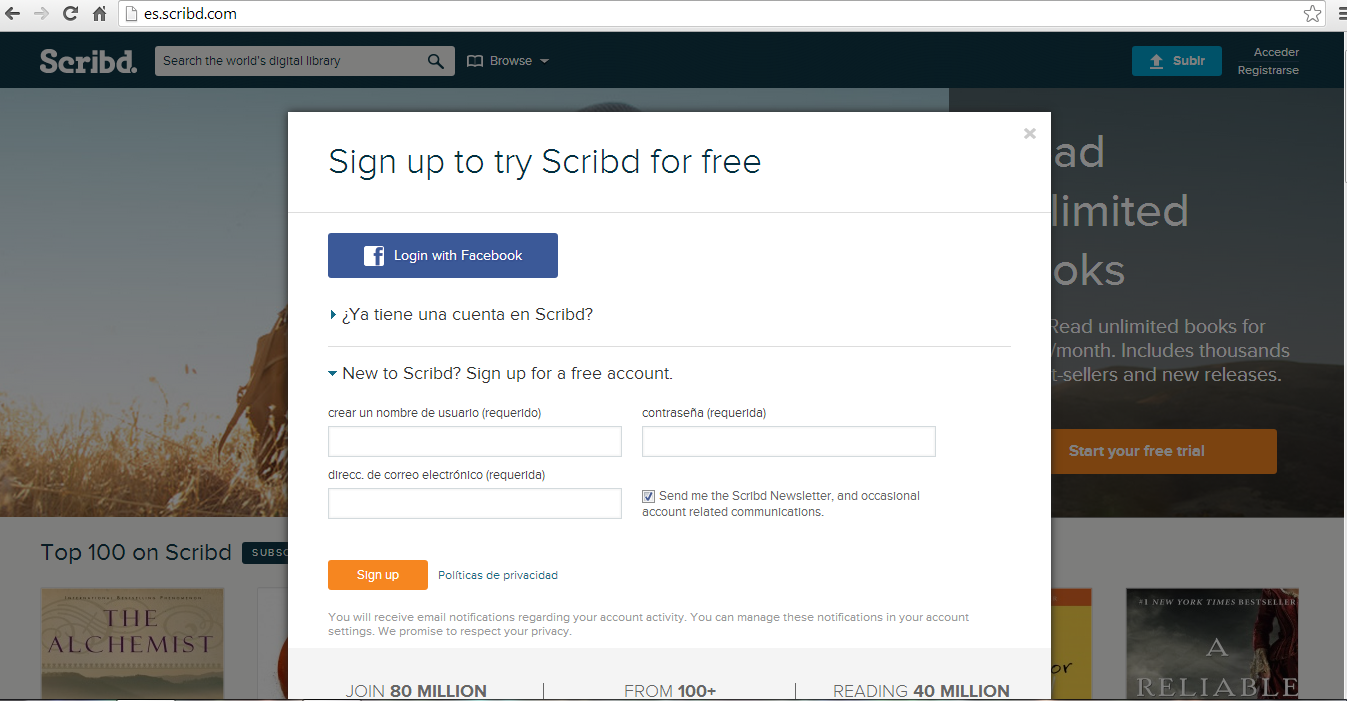 es.scribd.com
Scribd.
Search the world's digital library
Browse
Subir
Acceder
Registrarse
Sign up to try Scribd for free
Login with Facebook
¿Ya tiene una cuenta en Scribd?
New to Scribd? Sign up for a free account.
crear un nombre de usuario (requerido)
contraseña (requerida)
direcc. de correo electrónico (requerida)
Send me the Scribd Newsletter, and occasional
account related communications.
Sign up
Políticas de privacidad
You will receive email notifications regarding your account activity. You can manage these notifications in your account
settings. We promise to respect your privacy.
JOIN 80 MILLION
FROM 100+
READING 40 MILLION
ad
limited
oks
Read unlimited books for
/month. Includes thousands
t-sellers and new releases.
Start your free trial
Top 100 on Scribd
SUBSC
INTERNATIONAL BESTSELLING PHENOMENON
THE
ALCHEMIST
or
#1 NEW YORK TIMES BESTSELLER
A
RELIABLE